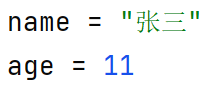 name = "张三"
age = 11